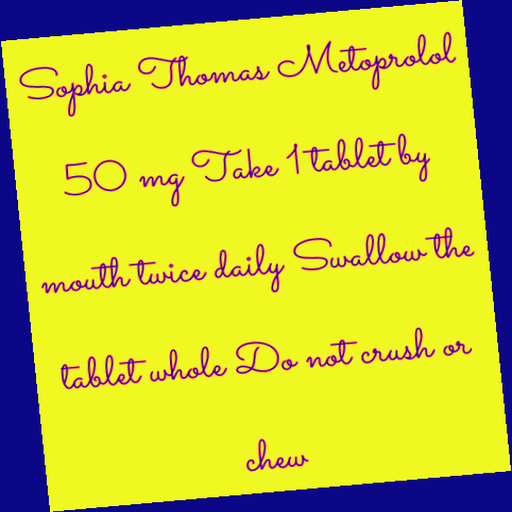 Sophia Thomas Metoprolol
50 mg Take 1 tablet by
mouth twice daily Swallow the
tablet whole Do not crush or
chew